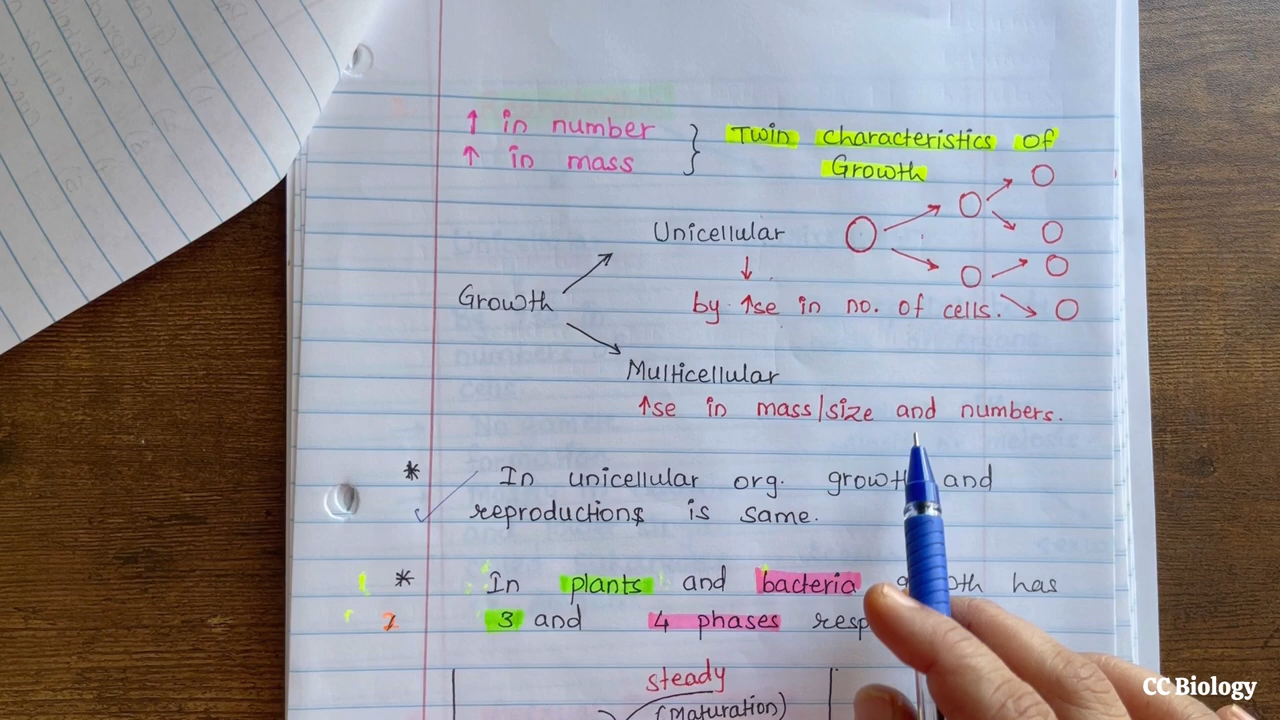 ↑ in number } Twin characteristics of
↑ in mass Growth
Unicellular
↓
Growth by ↑se in no. of cells.
Multicellular
↑se in mass/size and numbers.
* In unicellular org. growth and
reproductions is same.
* In plants and bacteria has
3 and 4 phases
steady
(Maturation)
CC Biology